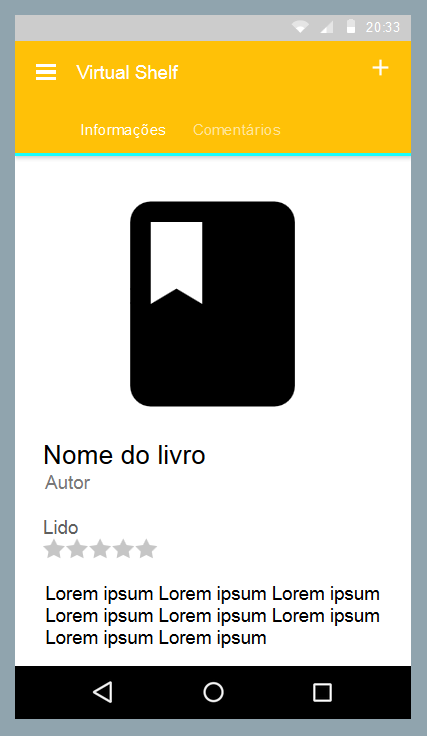 20:33
Virtual Shelf
Informações Comentários
Nome do livro
Autor
Lido
Lorem ipsum Lorem ipsum Lorem ipsum
Lorem ipsum Lorem ipsum Lorem ipsum
Lorem ipsum Lorem ipsum